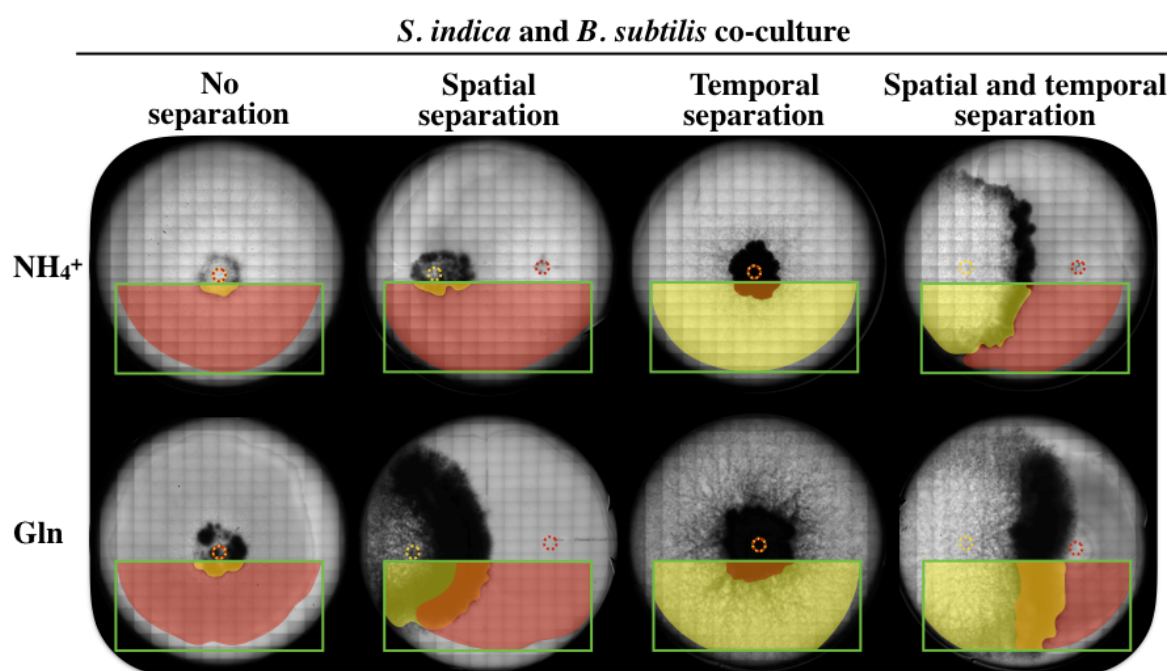 S. indica and B. subtilis co-culture
No separation
Spatial separation
Temporal separation
Spatial and temporal separation
NH₄⁺
Gln